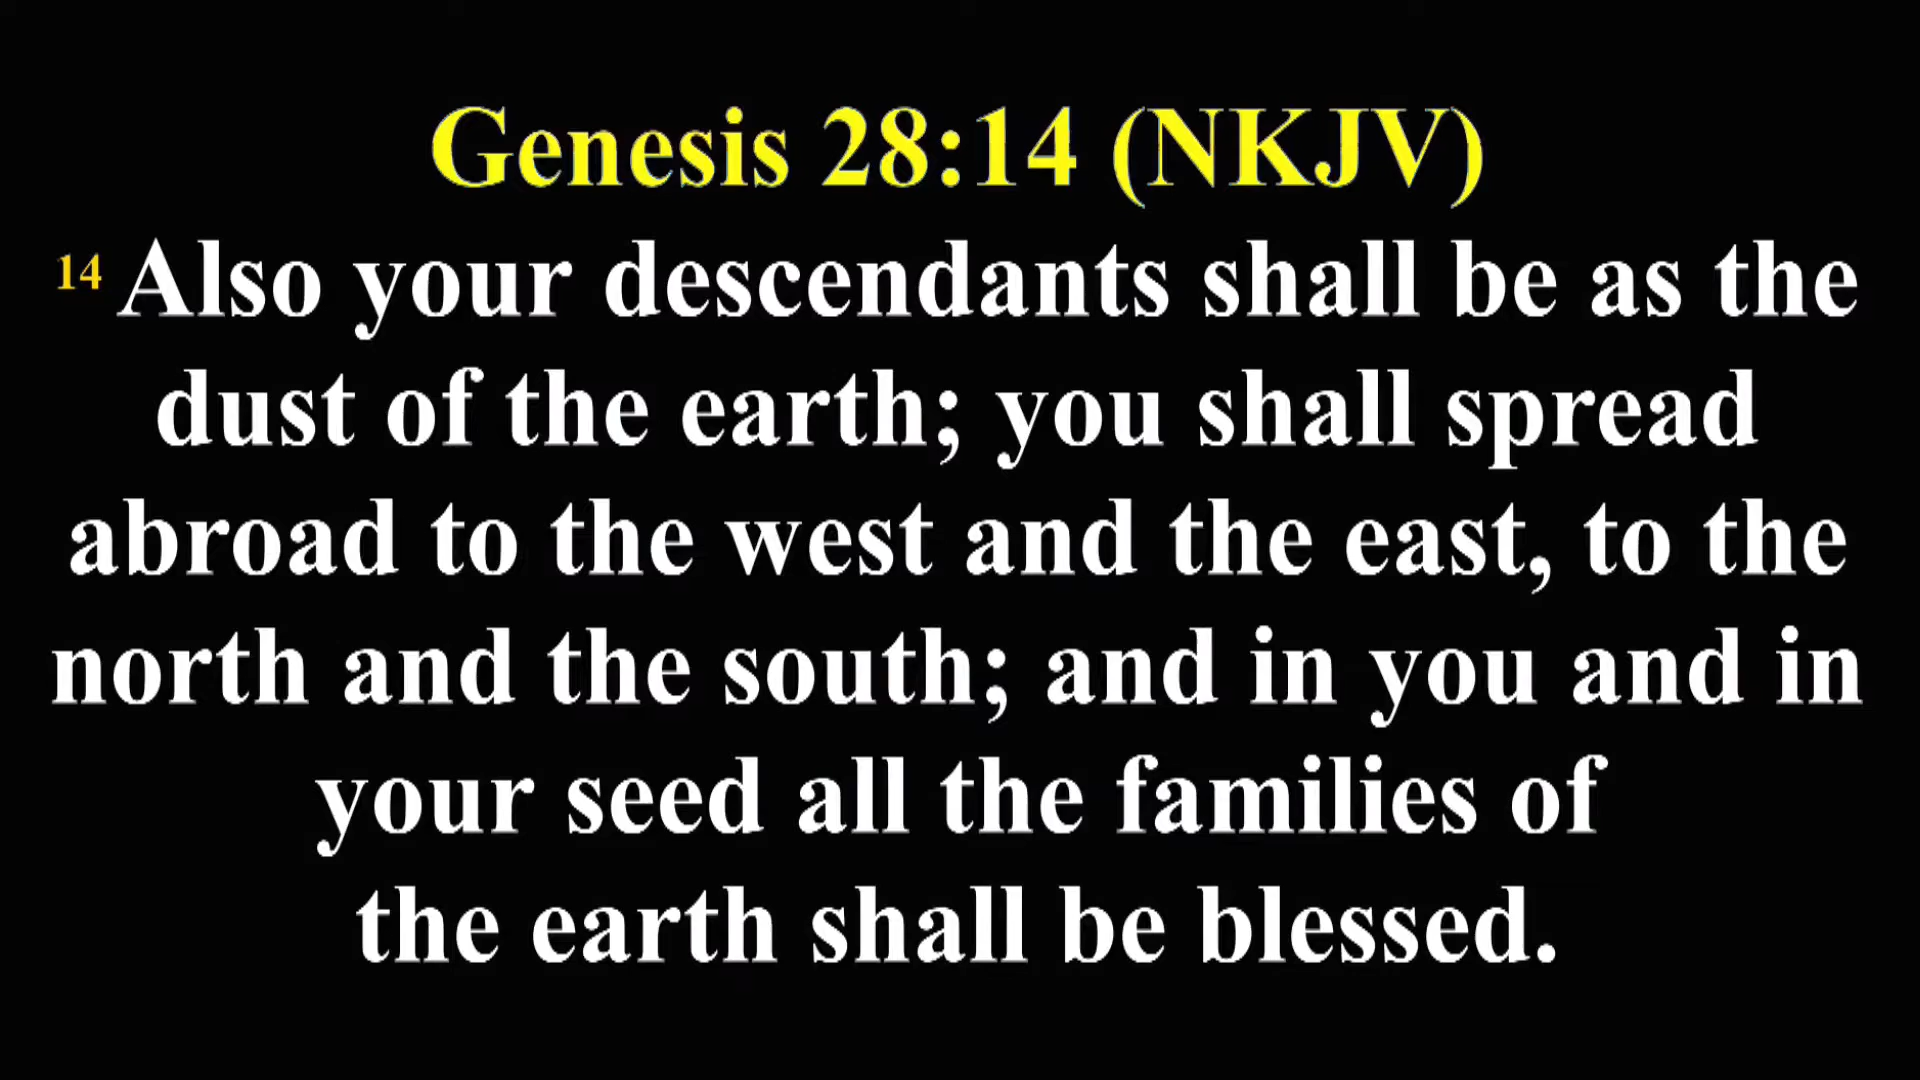 Genesis 28:14 (NKJV)
14 Also your descendants shall be as the
dust of the earth; you shall spread
abroad to the west and the east, to the
north and the south; and in you and in
your seed all the families of
the earth shall be blessed.